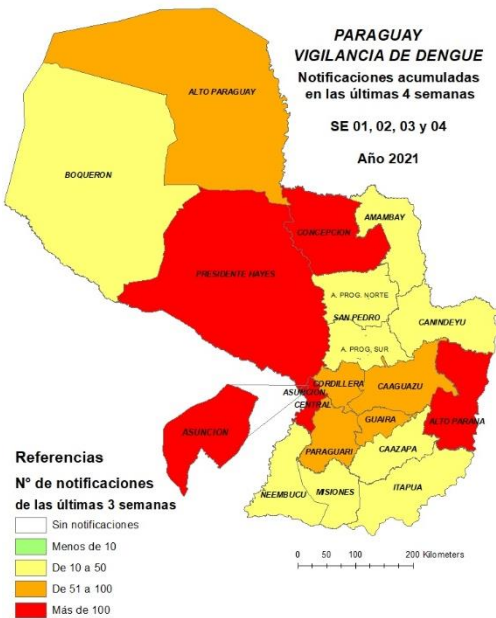 PARAGUAY
VIGILANCIA DE DENGUE
Notificaciones acumuladas
en las últimas 4 semanas
SE 01, 02, 03 y 04
Año 2021
ALTO PARAGUAY
BOQUERON
CONCEPCION
AMAMBAY
PRESIDENTE HAYES
A. PROG. NORTE
SAN PEDRO
CANINDEYU
A. PROG. SUR
ASUNCION
CORDILLERA
CAAGUAZU
CENTRAL
ASUNCION
GUAIRA
ALTO PARANA
PARAGUARI
CAAZAPA
ÑEEMBUCU
MISIONES
ITAPUA
Referencias
Nº de notificaciones
de las últimas 3 semanas
Sin notificaciones
Menos de 10
De 10 a 50
De 51 a 100
Más de 100
0 50 100 200 Kilometers